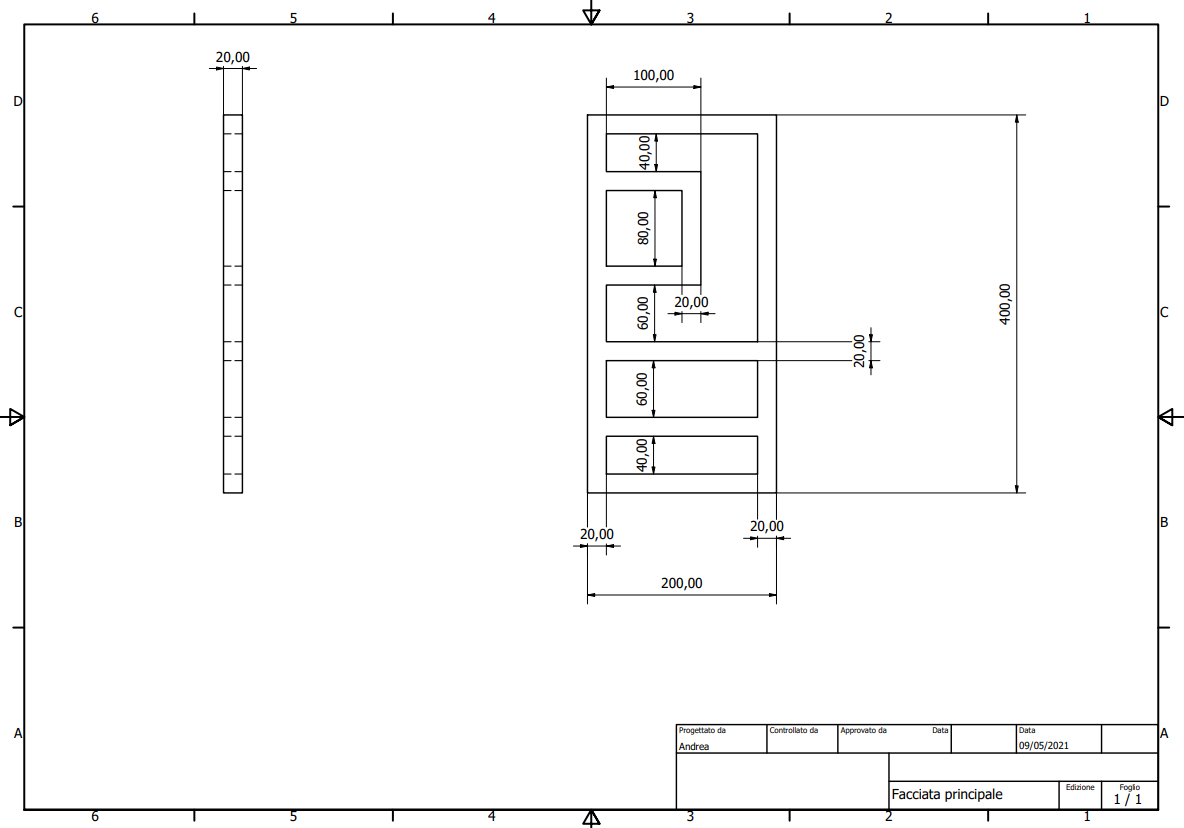 6 5 4 3 2 1
20,00
100,00
D D
40,00
80,00
20,00
400,00
C C
60,00
20,00
60,00
40,00
B B
20,00
20,00
200,00
A A
Progettato da Controllato da Approvato da Data Data
Andrea 09/05/2021
Facciata principale Edizione Foglio
1 / 1
6 5 4 3 2 1